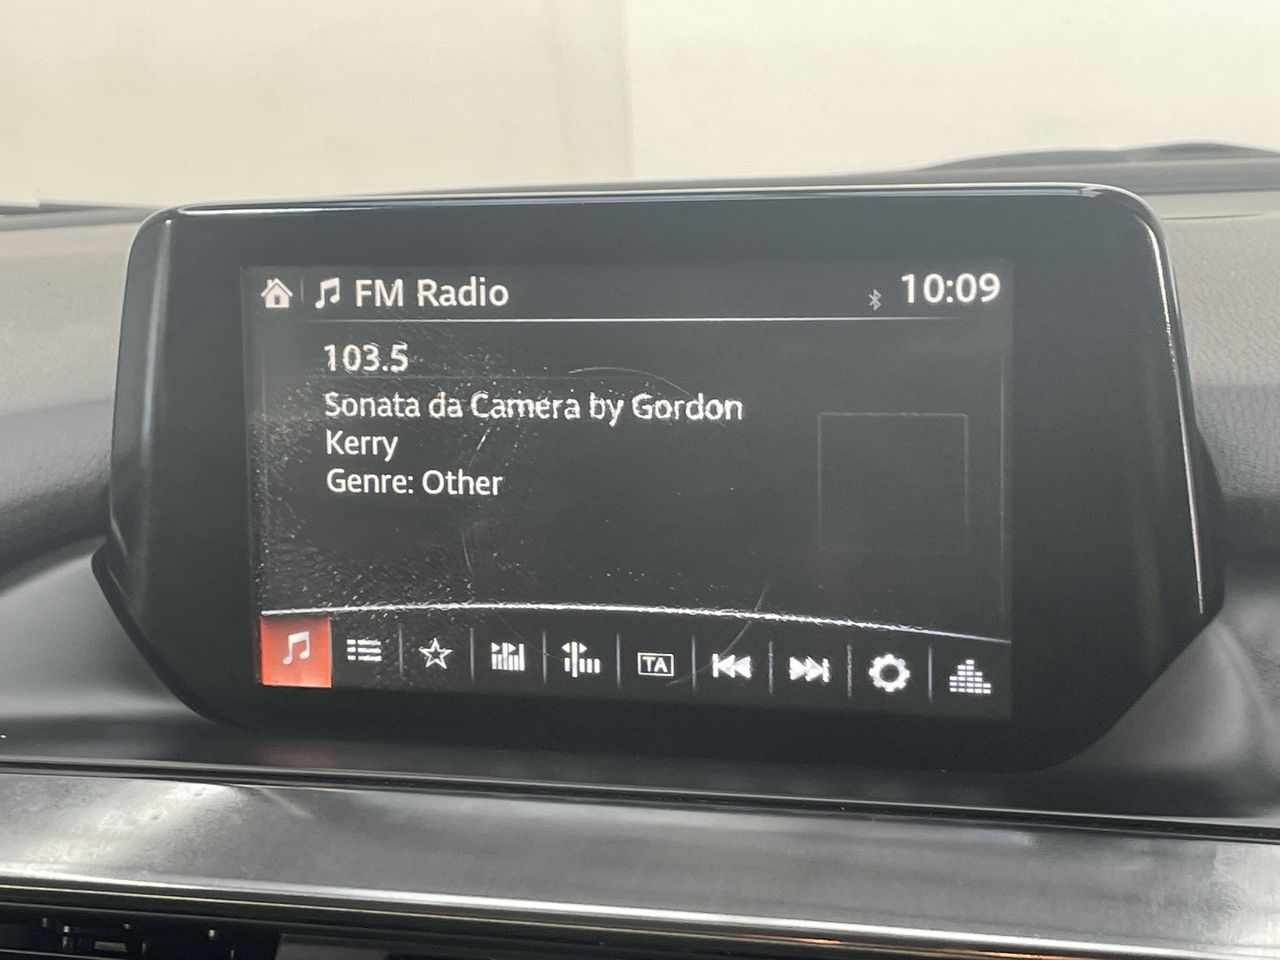 FM Radio
10:09
103.5
Sonata da Camera by Gordon
Kerry
Genre: Other
TA